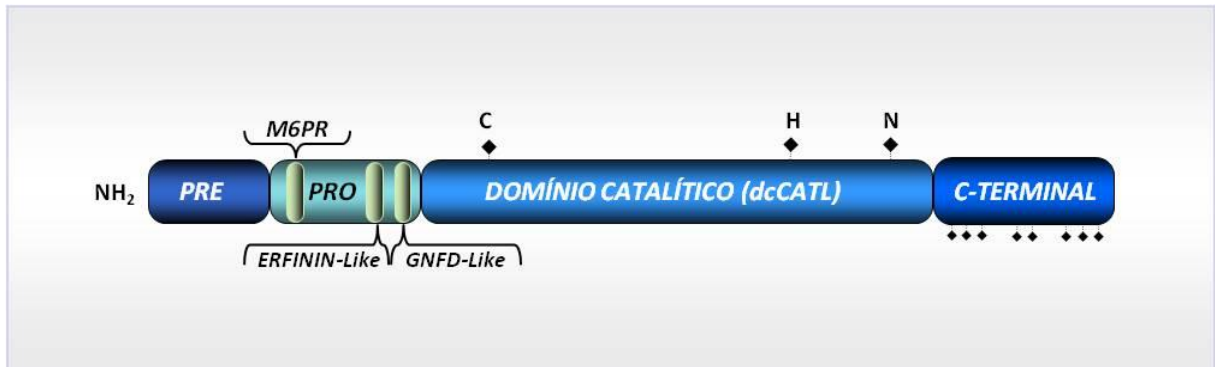 M6PR
C H N
NH2 PRE PRO DOMÍNIO CATALÍTICO (dcCATL) C-TERMINAL
ERFININ-Like GNFD-Like